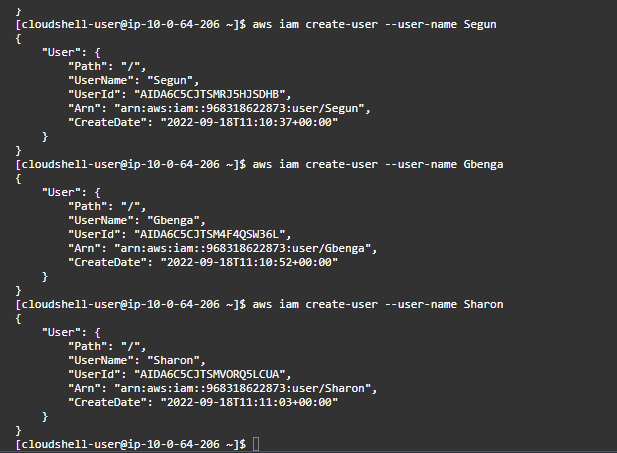 }
[cloudshell-user@ip-10-0-64-206 ~]$ aws iam create-user --user-name Segun
{
    "User": {
        "Path": "/",
        "UserName": "Segun",
        "UserId": "AIDA6C5CJTSMRJ5HJSDHB",
        "Arn": "arn:aws:iam::968318622873:user/Segun",
        "CreateDate": "2022-09-18T11:10:37+00:00"
    }
}
[cloudshell-user@ip-10-0-64-206 ~]$ aws iam create-user --user-name Gbenga
{
    "User": {
        "Path": "/",
        "UserName": "Gbenga",
        "UserId": "AIDA6C5CJTSM4F4QSW36L",
        "Arn": "arn:aws:iam::968318622873:user/Gbenga",
        "CreateDate": "2022-09-18T11:10:52+00:00"
    }
}
[cloudshell-user@ip-10-0-64-206 ~]$ aws iam create-user --user-name Sharon
{
    "User": {
        "Path": "/",
        "UserName": "Sharon",
        "UserId": "AIDA6C5CJTSMVORQ5LCUA",
        "Arn": "arn:aws:iam::968318622873:user/Sharon",
        "CreateDate": "2022-09-18T11:11:03+00:00"
    }
}
[cloudshell-user@ip-10-0-64-206 ~]$